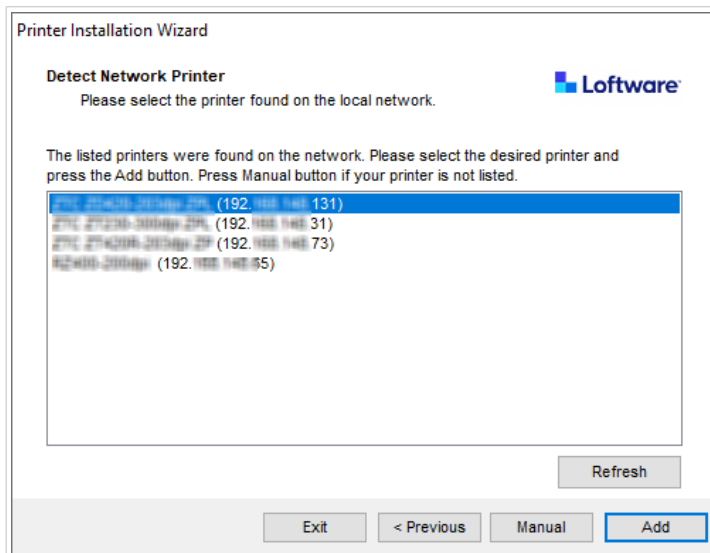 Printer Installation Wizard
Detect Network Printer
Please select the printer found on the local network.
Loftware
The listed printers were found on the network. Please select the desired printer and
press the Add button. Press Manual button if your printer is not listed.
(192. 131)
(192. 31)
(192. 73)
(192. 55)
Refresh
Exit
< Previous
Manual
Add